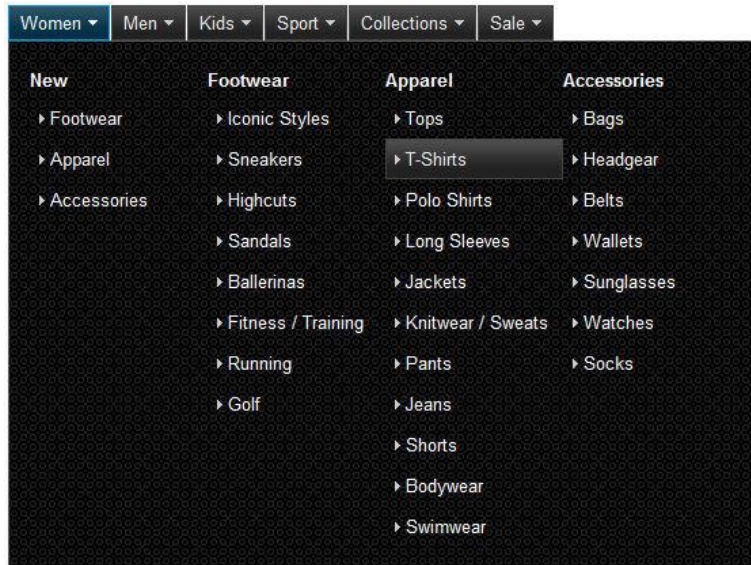 Women Men Kids Sport Collections Sale
New
Footwear
Apparel
Accessories
Footwear
Iconic Styles
Sneakers
Highcuts
Sandals
Ballerinas
Fitness / Training
Running
Golf
Apparel
Tops
T-Shirts
Polo Shirts
Long Sleeves
Jackets
Knitwear / Sweats
Pants
Jeans
Shorts
Bodywear
Swimwear
Accessories
Bags
Headgear
Belts
Wallets
Sunglasses
Watches
Socks